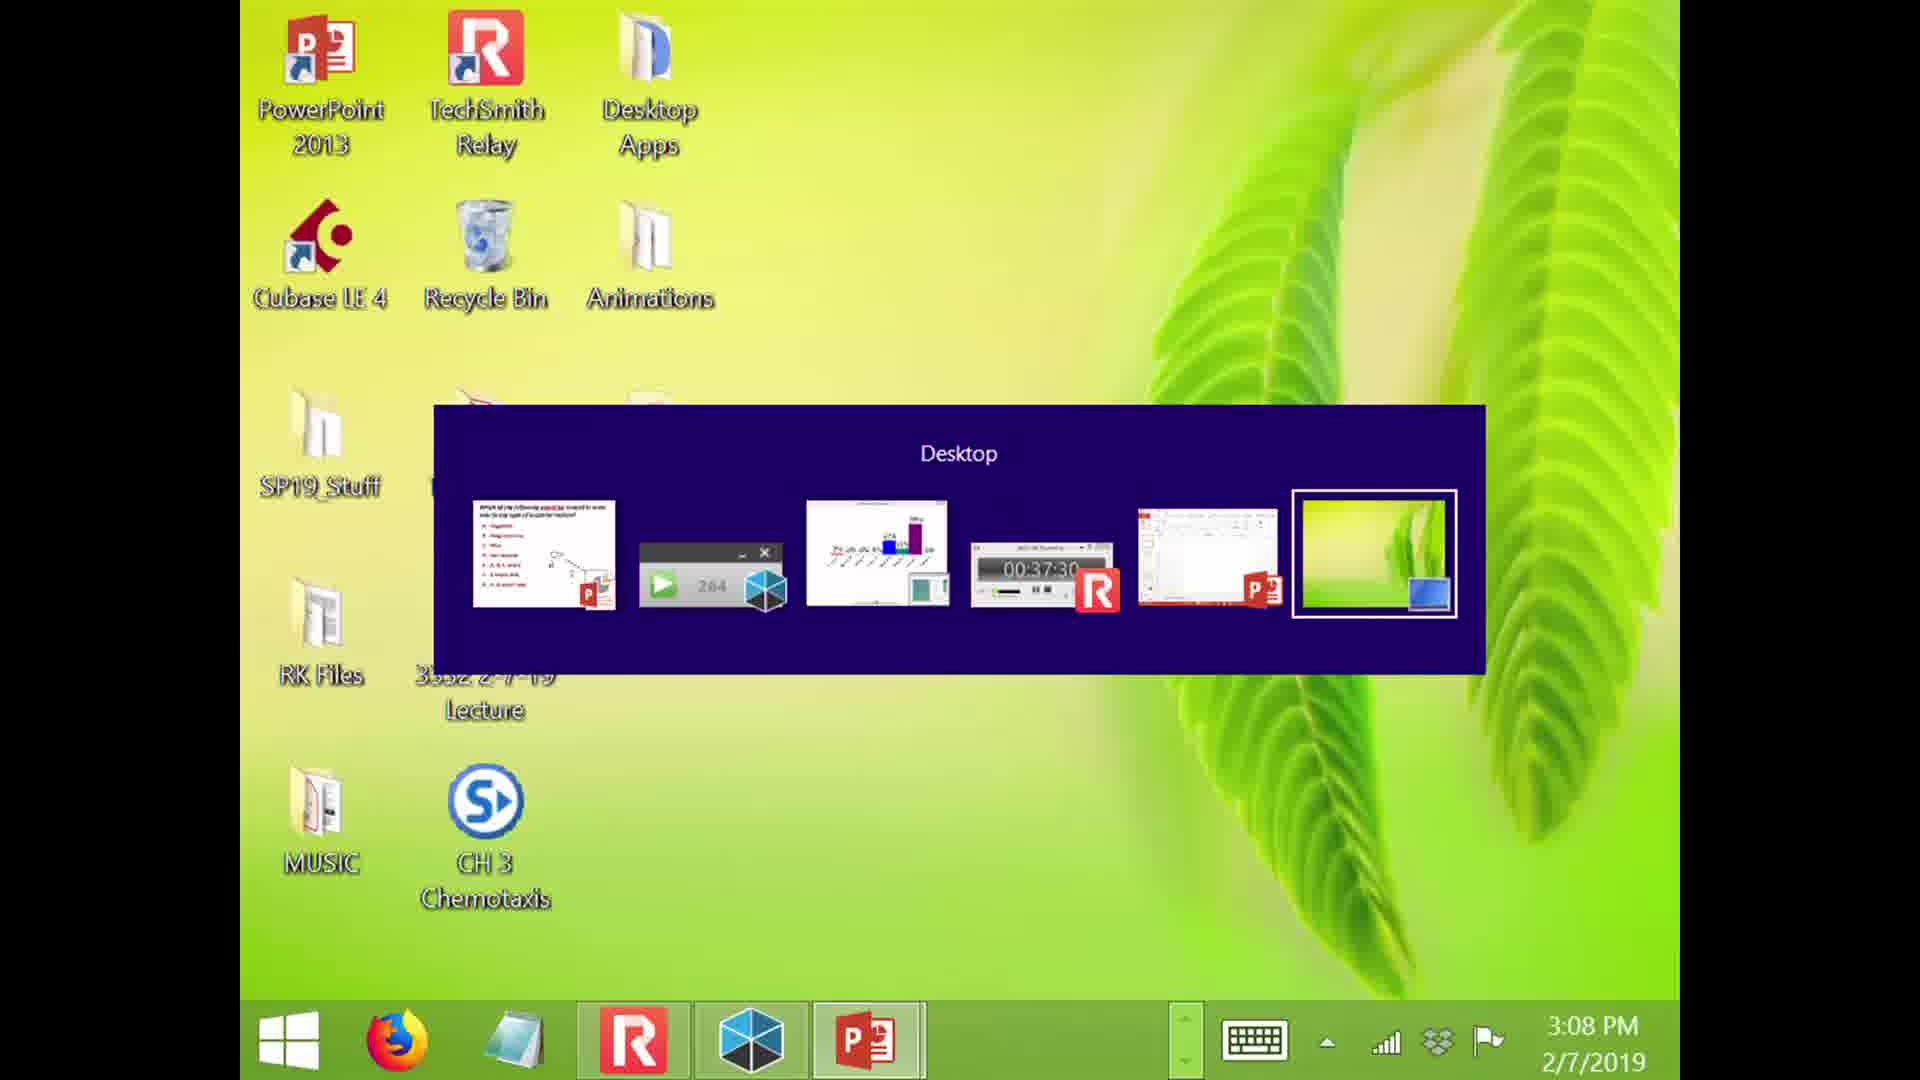 PowerPoint
2013
TechSmith
Relay
Desktop
Apps
Cubase LE 4
Recycle Bin
Animations
SP19_Stuff
Desktop
264
00:37:30
RK Files
3332 2-7-19
Lecture
MUSIC
CH 3
Chemotaxis
3:08 PM
2/7/2019